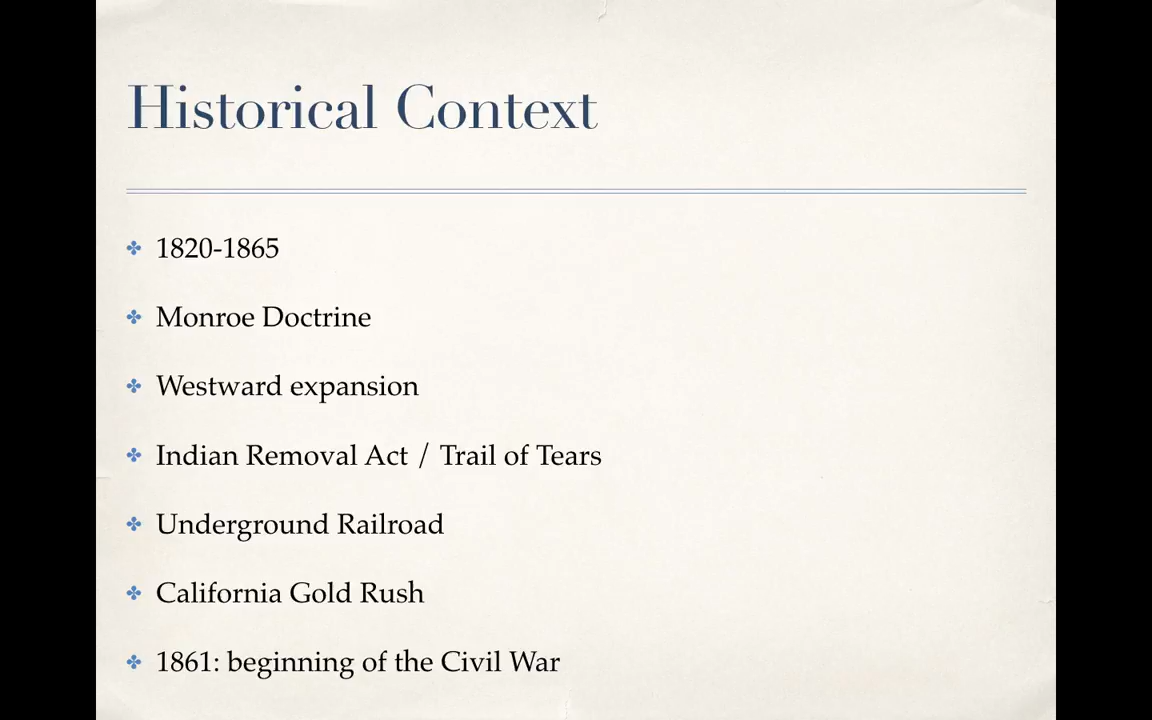 Historical Context
1820-1865
Monroe Doctrine
Westward expansion
Indian Removal Act / Trail of Tears
Underground Railroad
California Gold Rush
1861: beginning of the Civil War